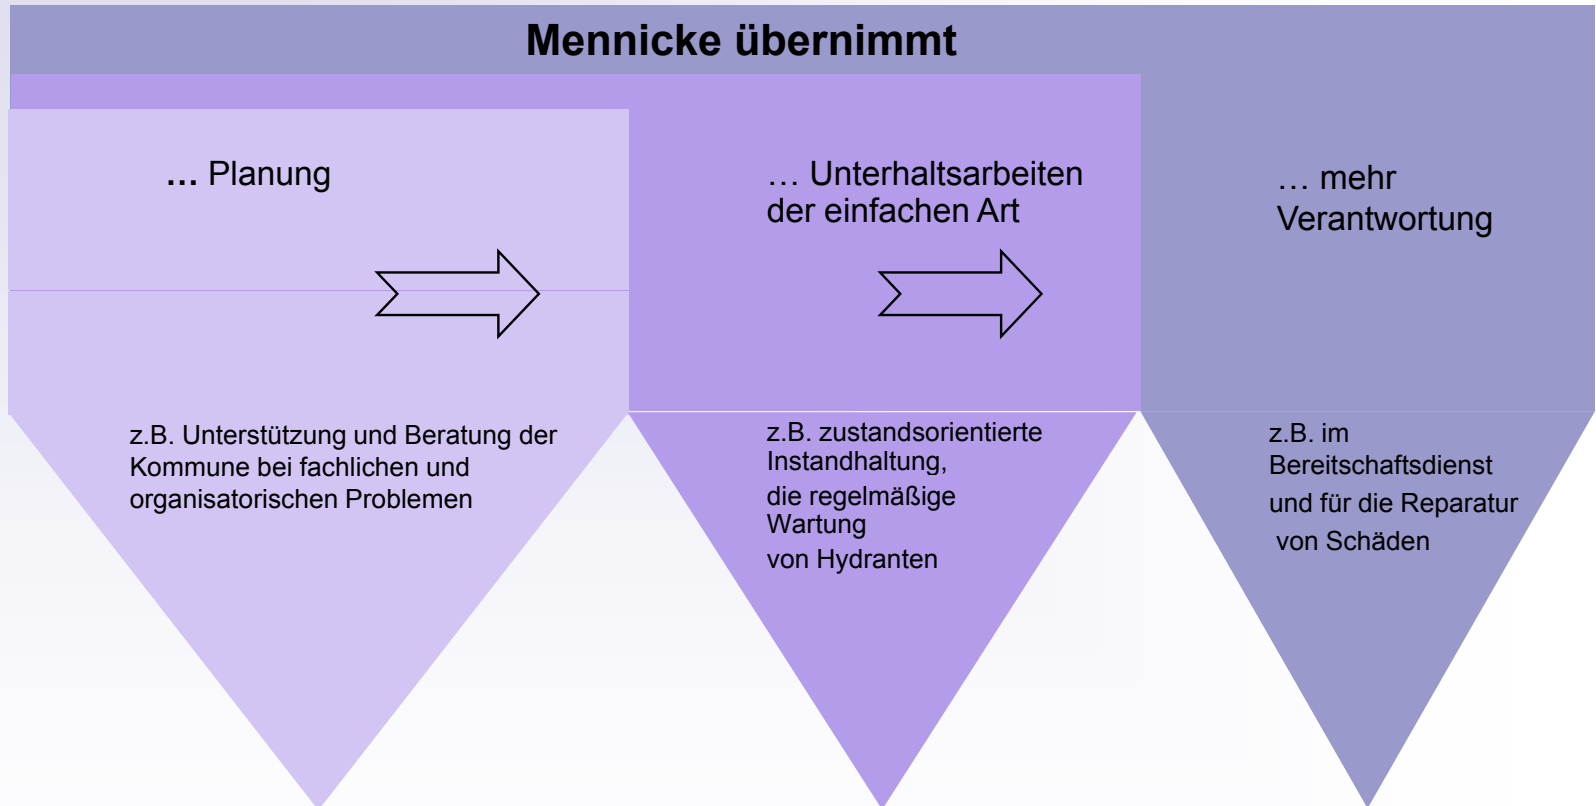 Mennicke übernimmt
... Planung
... Unterhaltsarbeiten
der einfachen Art
... mehr
Verantwortung
z.B. Unterstützung und Beratung der
Kommune bei fachlichen und
organisatorischen Problemen
z.B. zustandsorientierte
Instandhaltung,
die regelmäßige
Wartung
von Hydranten
z.B. im
Bereitschaftsdienst
und für die Reparatur
von Schäden